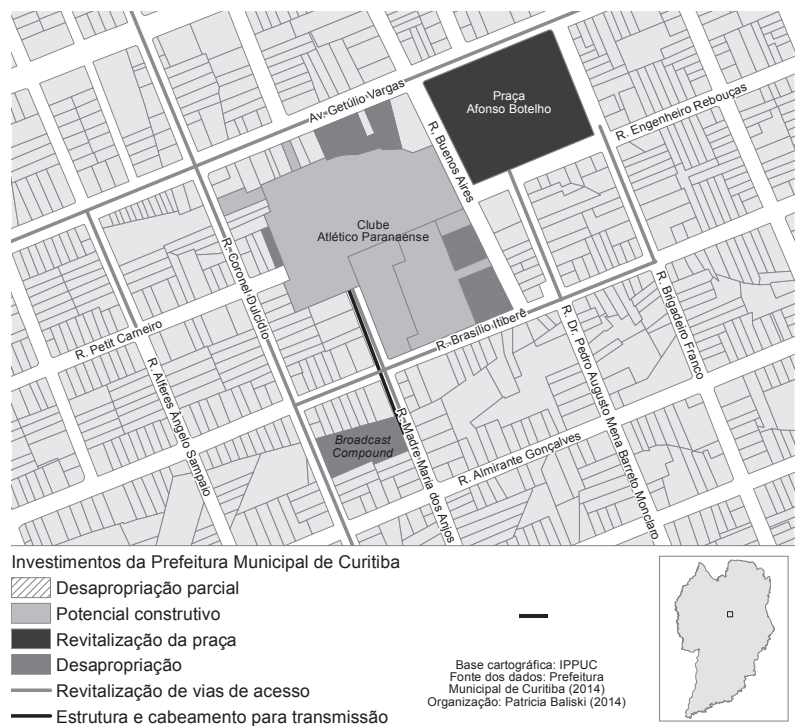 Av. Getúlio Vargas
Praça
Afonso Botelho
R. Engenheiro Rebouças
R. Buenos Aires
Clube
Atlético Paranaense
R. Coronel Dulcídio
R. Petit Carneiro
R. Alferes Ângelo Sampaio
R. Brasílio Itiberê
R. Brigadeiro Franco
R. Dr. Pedro Augusto Mena Barreto Monclaro
R. Madre Maria dos Anjos
Broadcast
Compound
R. Almirante Gonçalves
Investimentos da Prefeitura Municipal de Curitiba
Desapropriação parcial
Potencial construtivo
Revitalização da praça
Desapropriação
Revitalização de vias de acesso
Estrutura e cabeamento para transmissão
Base cartográfica: IPPUC
Fonte dos dados: Prefeitura
Municipal de Curitiba (2014)
Organização: Patricia Baliski (2014)